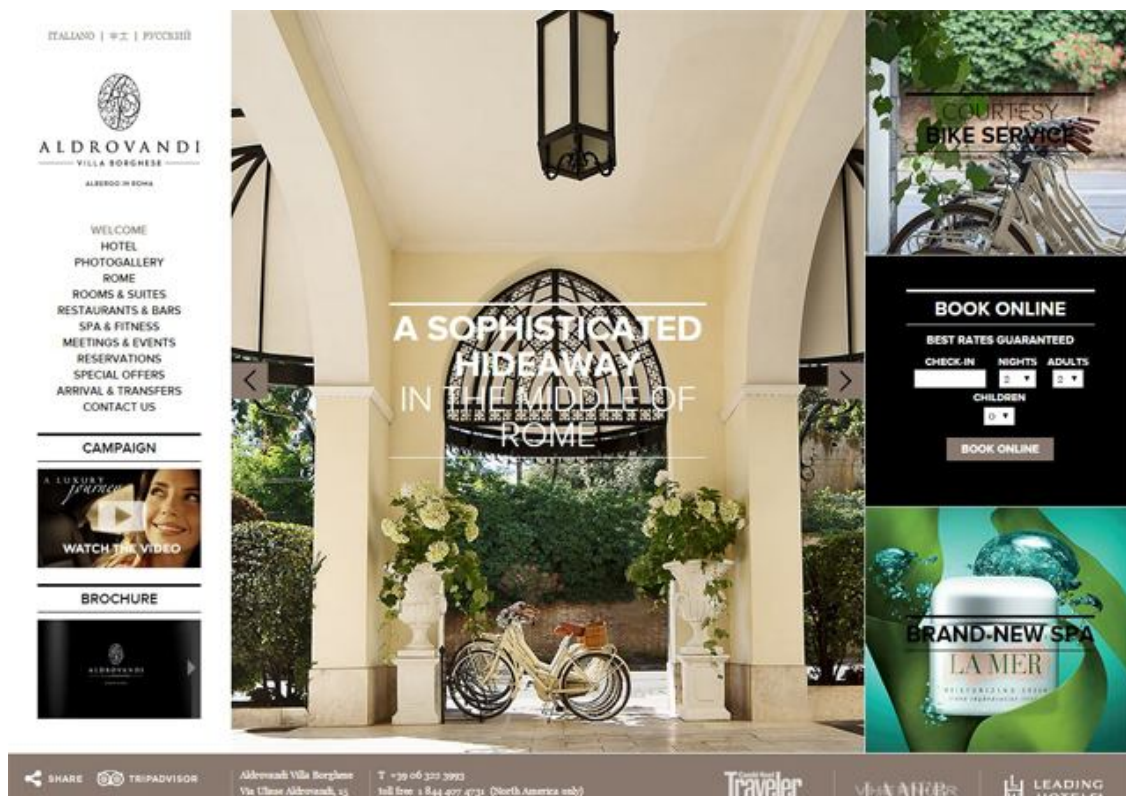 ITALIANO | 中文 | РУССКИЙ
ALDROVANDI
VILLA BORGHESE
ALBERGO IN ROMA
WELCOME
HOTEL
PHOTOGALLERY
ROME
ROOMS & SUITES
RESTAURANTS & BARS
SPA & FITNESS
MEETINGS & EVENTS
RESERVATIONS
SPECIAL OFFERS
ARRIVAL & TRANSFERS
CONTACT US
CAMPAIGN
A LUXURY
journey
WATCH THE VIDEO
BROCHURE
ALDROVANDI
A SOPHISTICATED
HIDEAWAY
IN THE MIDDLE OF
ROME
COURTESY
BIKE SERVICE
BOOK ONLINE
BEST RATES GUARANTEED
CHECK-IN NIGHTS ADULTS
2 2
CHILDREN
0
BOOK ONLINE
BRAND-NEW SPA
LA MER
SHARE
TRIPADVISOR
Aldrovandi Villa Borghese
Via Ulisse Aldrovandi, 15
T +39 06 322 3993
toll free 1 844 407 4731 (North America only)
Traveler
LA MER
LEADING
HOTELS